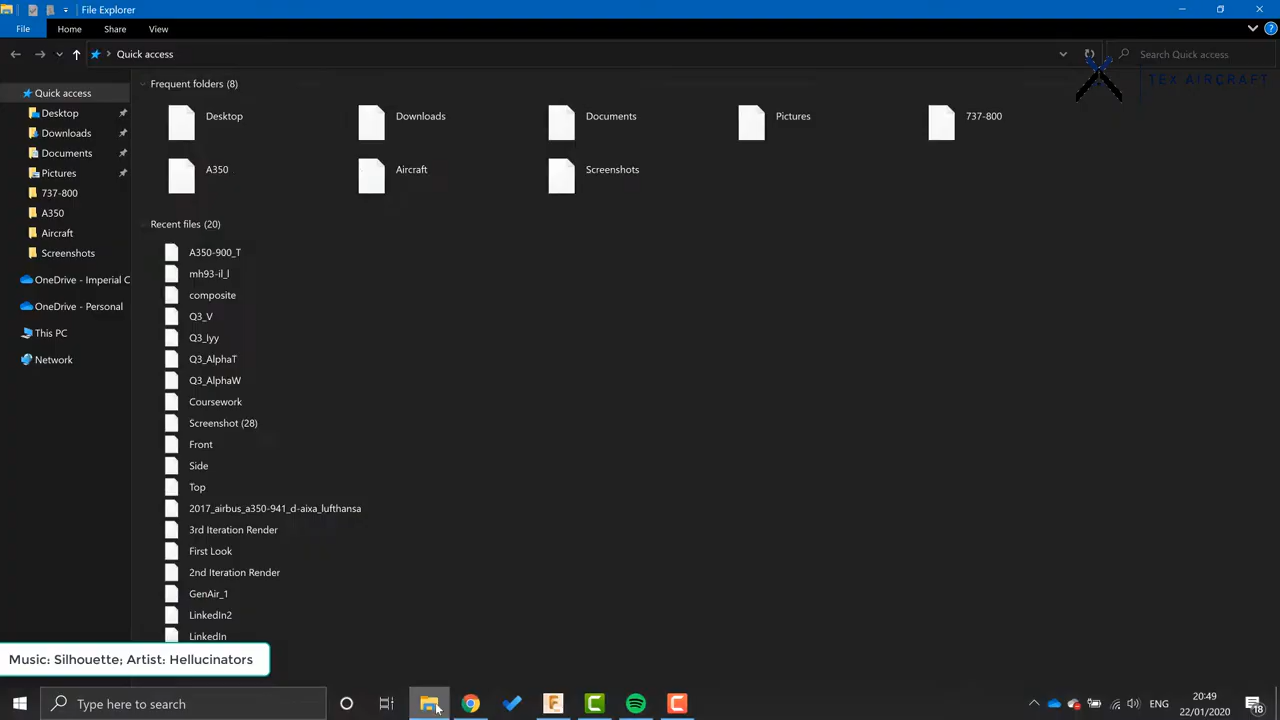 File Explorer
File
Home
Share
View
Quick access
Search Quick access
TEX AIRCRAFT
Quick access
Desktop
Downloads
Documents
Pictures
737-800
A350
Aircraft
Screenshots
OneDrive - Imperial C
OneDrive - Personal
This PC
Network
Frequent folders (8)
Desktop
Downloads
Documents
Pictures
737-800
A350
Aircraft
Screenshots
Recent files (20)
A350-900_T
mh93-il_l
composite
Q3_V
Q3_Iyy
Q3_AlphaT
Q3_AlphaW
Coursework
Screenshot (28)
Front
Side
Top
2017_airbus_a350-941_d-aixa_lufthansa
3rd Iteration Render
First Look
2nd Iteration Render
GenAir_1
LinkedIn2
LinkedIn
Music: Silhouette; Artist: Hellucinators
Type here to search
ENG
20:49
22/01/2020
18